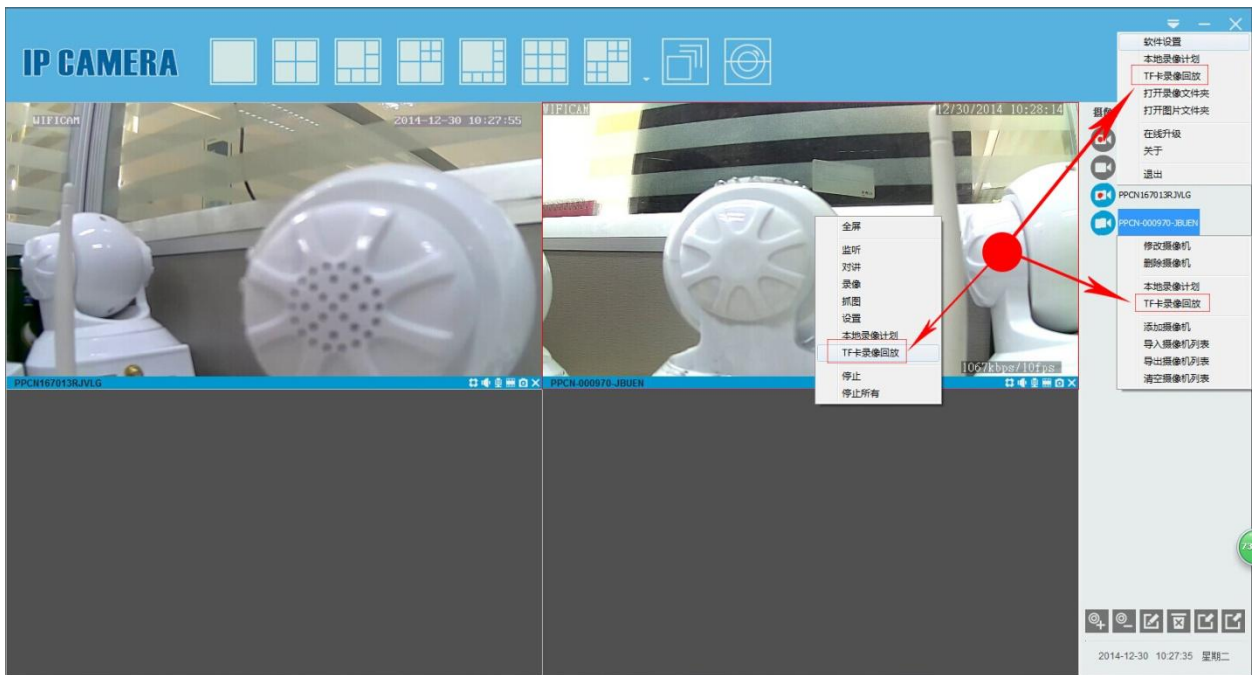 IP CAMERA
软件设置
本地录像计划
TF卡录像回放
打开录像文件夹
打开图片文件夹
在线升级
关于
退出
WIFICAM
2014-12-30 10:27:55
WIFICAM
12/30/2014 10:28:14
PPCN167013RJVLG
PPCN-000970-JBUEN
修改摄像机
删除摄像机
本地录像计划
TF卡录像回放
添加摄像机
导入摄像机列表
导出摄像机列表
清空摄像机列表
全屏
监听
对讲
录像
抓图
设置
本地录像计划
TF卡录像回放
停止
停止所有
1067kbps/10fps
PPCN167013RJVLG
PPCN-000970-JBUEN
73
2014-12-30 10:27:35 星期二